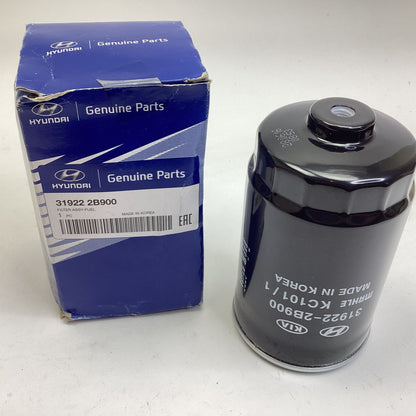 HYUNDAI Genuine Parts
HYUNDAI Genuine Parts
HYUNDAI Genuine Parts
31922 2B900
FILTER ASSY-FUEL
1 PC MADE IN KOREA
EAC
KIA
31922-2B900
MAHLE KC101 / 1
MADE IN KOREA